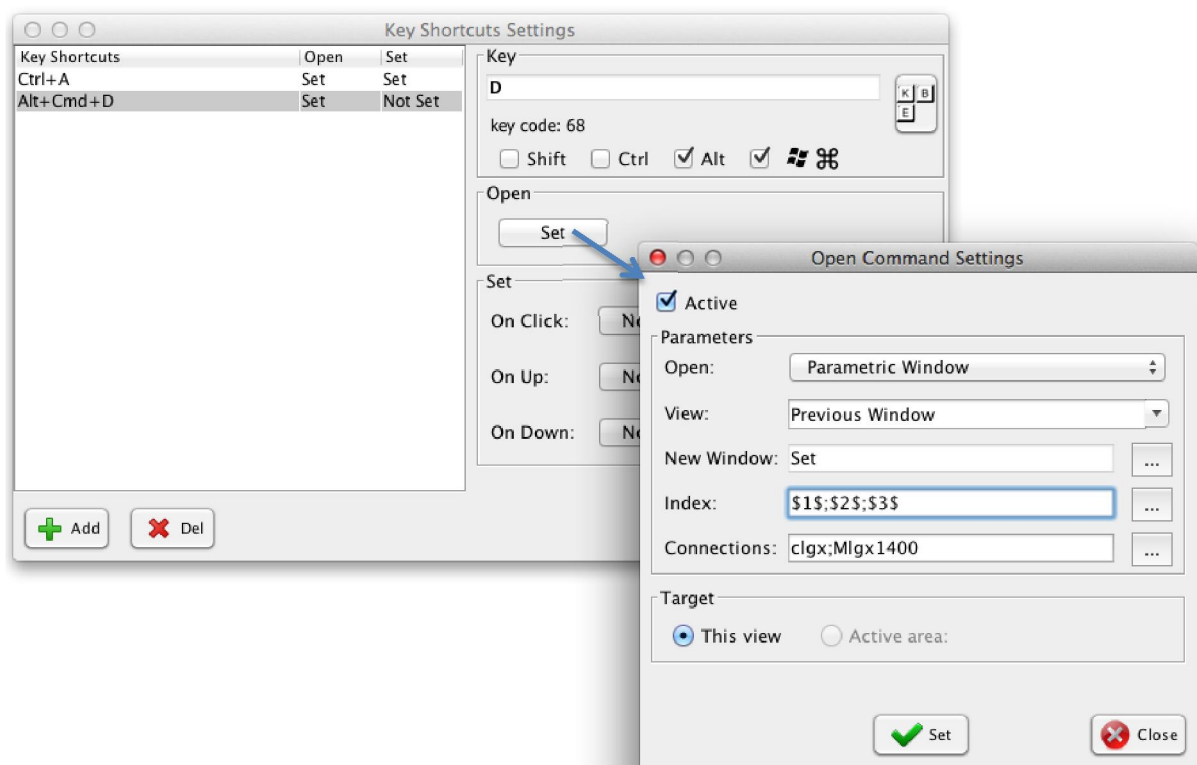 Key Shortcuts Settings
Key Shortcuts Open Set
Ctrl+A Set Set
Alt+Cmd+D Set Not Set
Key
D
K B
E
key code: 68
Shift Ctrl Alt
Open
Set
Set
On Click: No
On Up: No
On Down: No
Add Del
Open Command Settings
Active
Parameters
Open: Parametric Window
View: Previous Window
New Window: Set ...
Index: $1$;$2$;$3$ ...
Connections: clgx;Mlgx1400 ...
Target
This view Active area:
Set Close